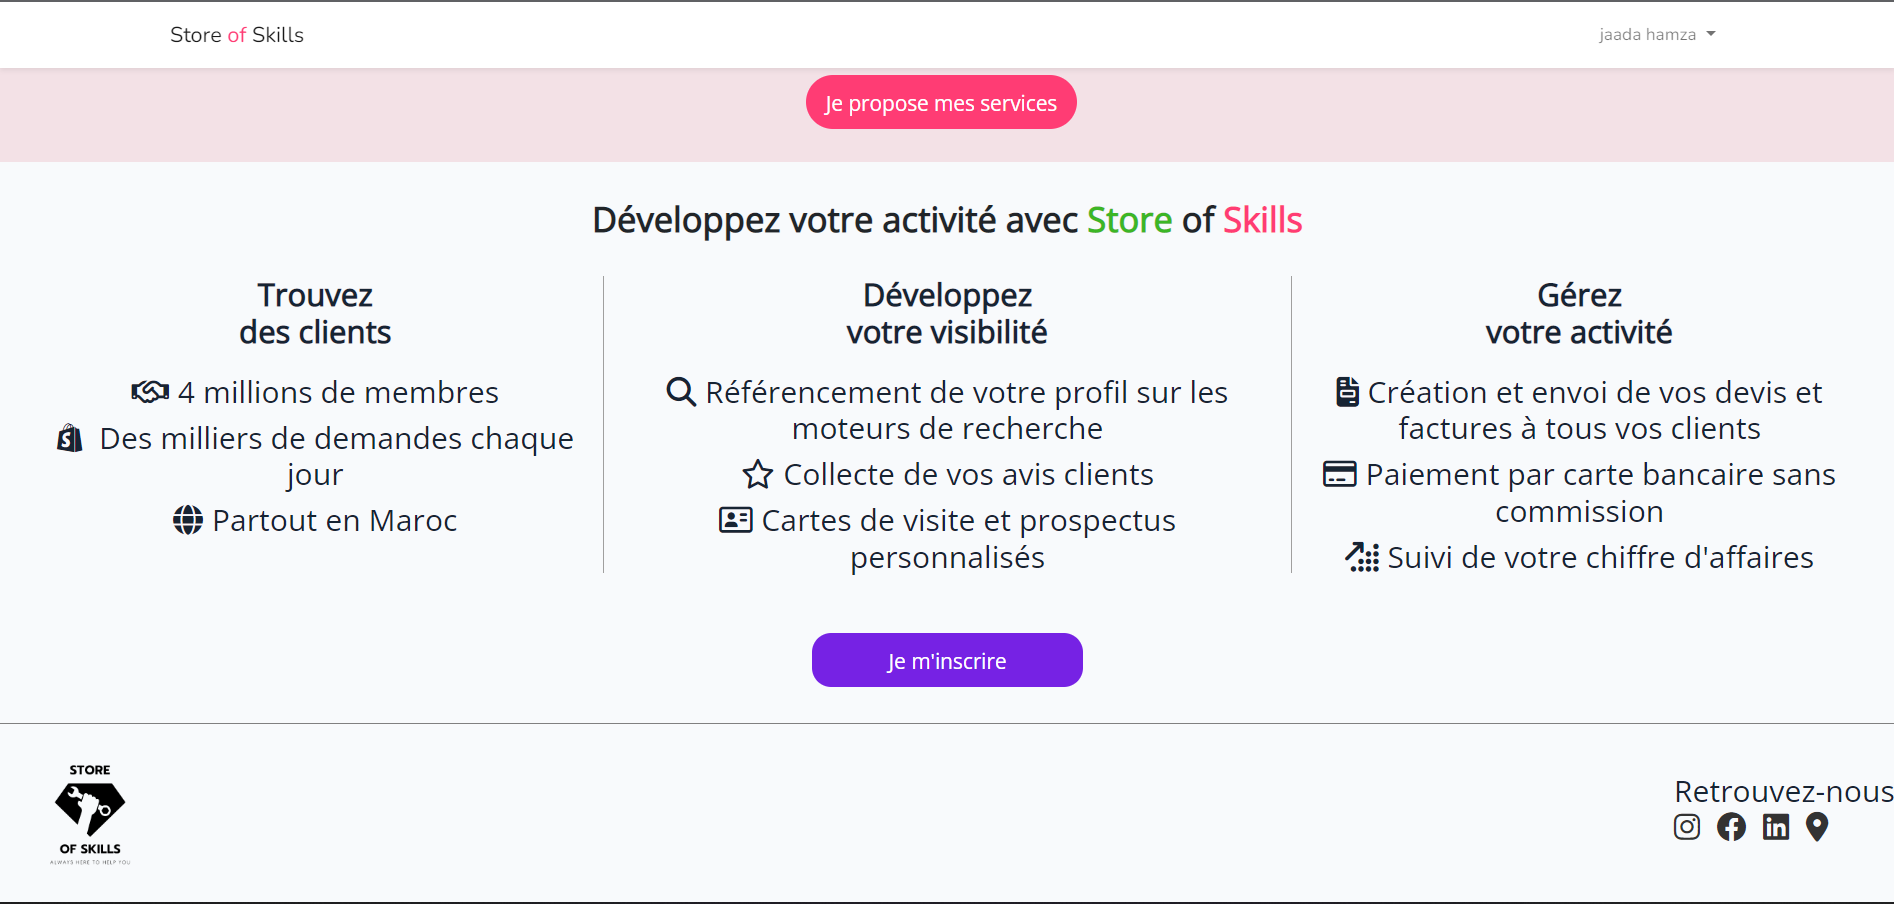 Store of Skills
jaada hamza
Je propose mes services
Développez votre activité avec Store of Skills
Trouvez
des clients
4 millions de membres
Des milliers de demandes chaque
jour
Partout en Maroc
Développez
votre visibilité
Référencement de votre profil sur les
moteurs de recherche
Collecte de vos avis clients
Cartes de visite et prospectus
personnalisés
Gérez
votre activité
Création et envoi de vos devis et
factures à tous vos clients
Paiement par carte bancaire sans
commission
Suivi de votre chiffre d'affaires
Je m'inscrire
STORE
OF SKILLS
ALWAYS HERE TO HELP YOU
Retrouvez-nous